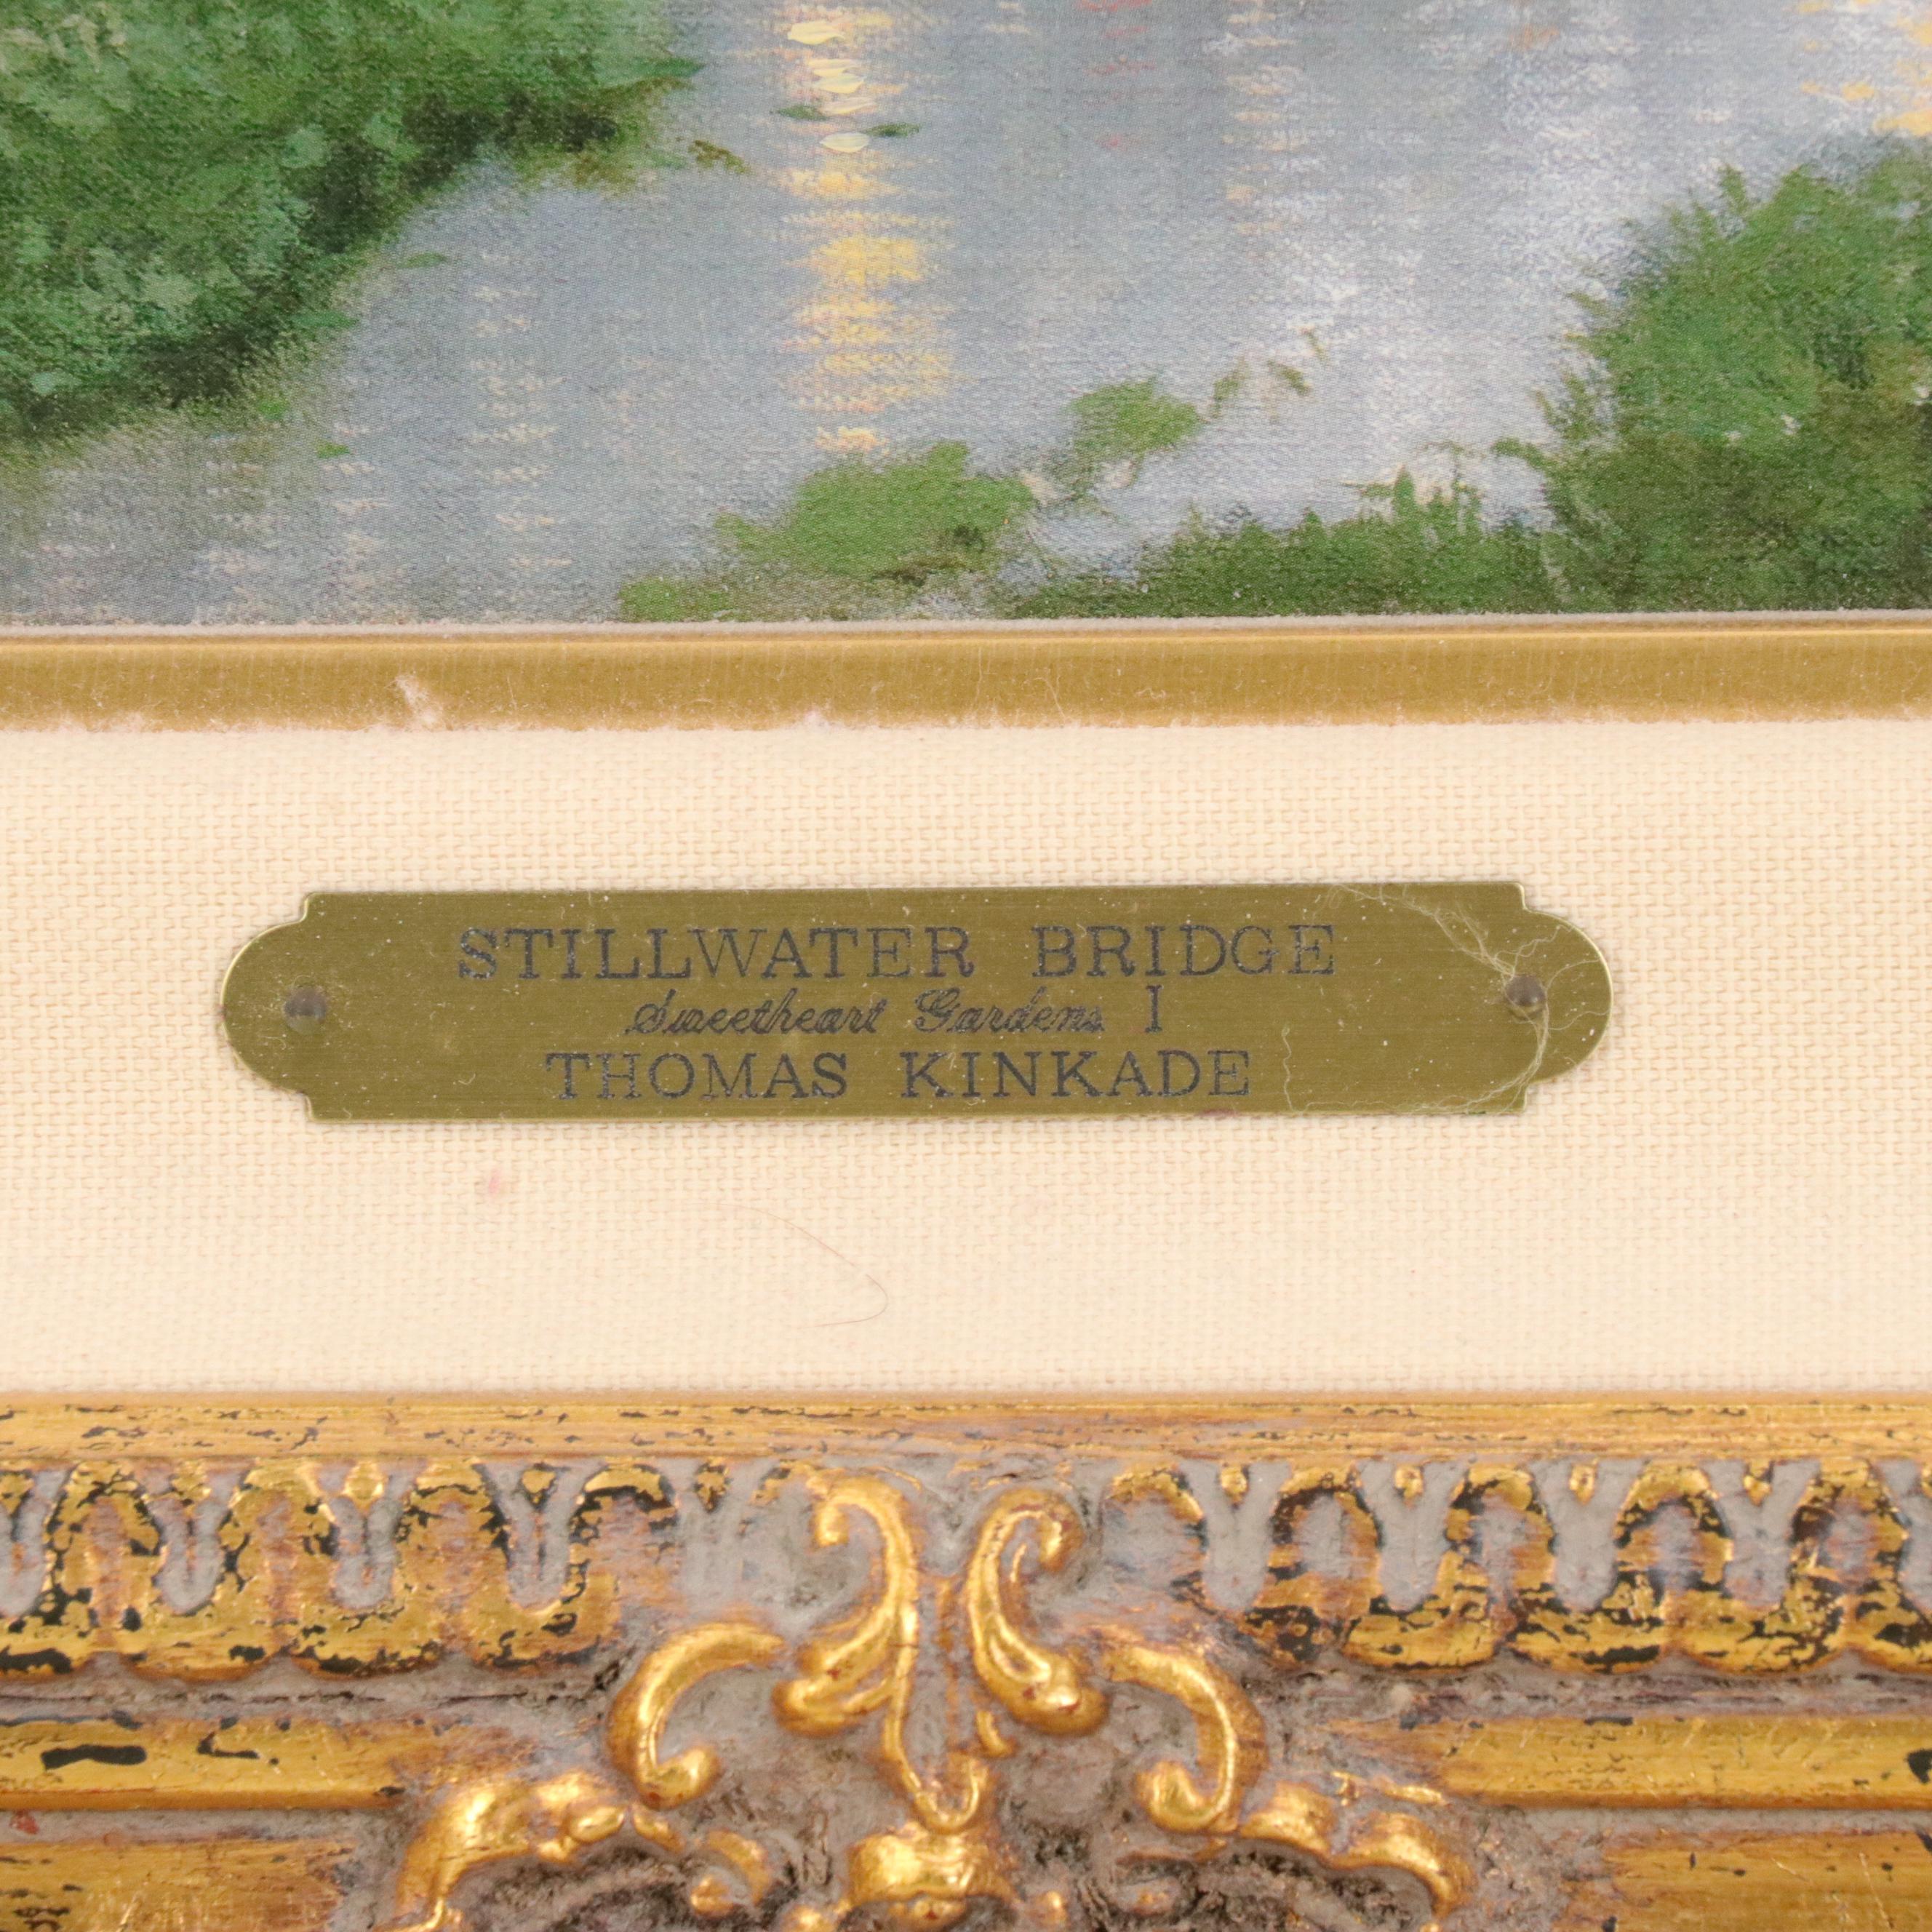 STILLWATER BRIDGE
Sweetheart Gardens I
THOMAS KINKADE